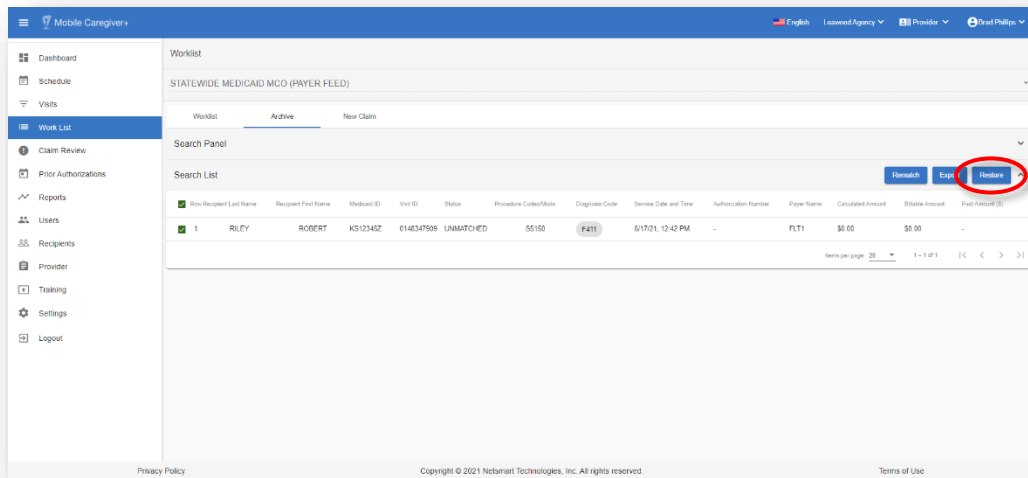 Mobile Caregiver+
English Leawood Agency Provider Brad Phillips
Dashboard
Schedule
Visits
Work List
Claim Review
Prior Authorizations
Reports
Users
Recipients
Provider
Training
Settings
Logout
Worklist
STATEWIDE MEDICAID MCO (PAYER FEED)
Worklist Archive New Claim
Search Panel
Search List
Rematch Export Restore
Row Recipient Last Name Recipient First Name Medicaid ID Visit ID Status Procedure Codes/Mods Diagnosis Code Service Date and Time Authorization Number Payer Name Calculated Amount Billable Amount Paid Amount ($)
1 RILEY ROBERT KS12345Z 0146347909 UNMATCHED S5150 F411 6/17/21, 12:42 PM - FLT1 $0.00 $0.00 -
Items per page: 20 1 – 1 of 1
Privacy Policy Copyright © 2021 Netsmart Technologies, Inc. All rights reserved. Terms of Use